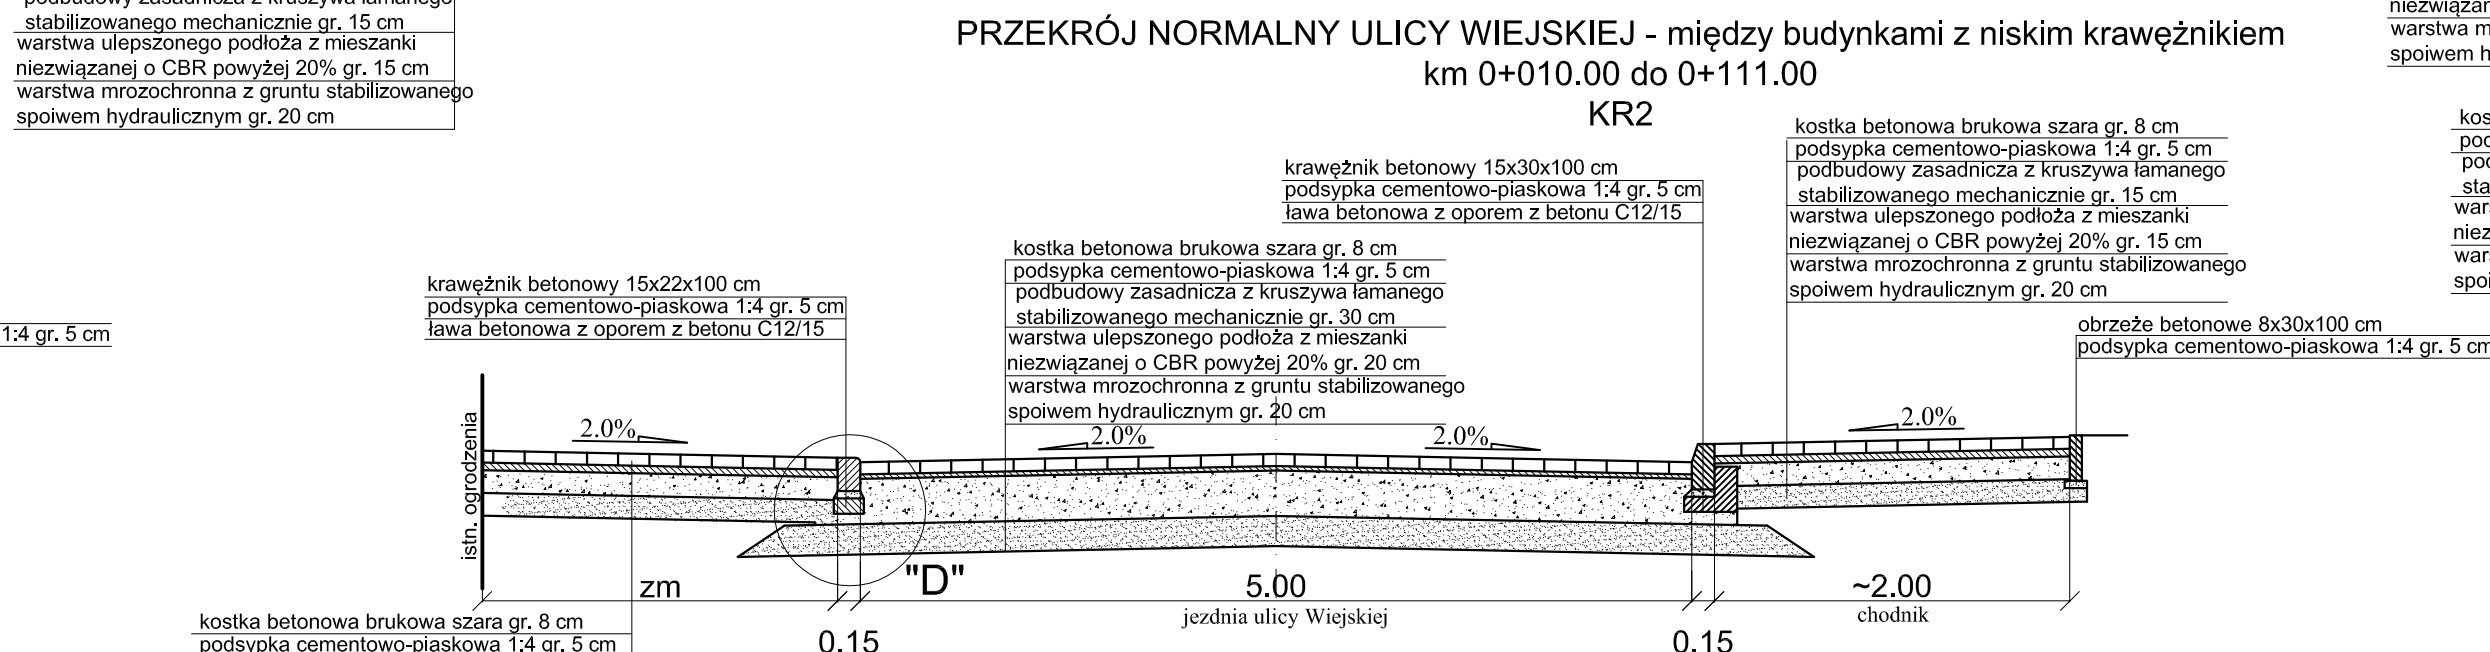 podbudowy zasadnicza z kruszywa łamanego
stabilizowanego mechanicznie gr. 15 cm
warstwa ulepszonego podłoża z mieszanki
niezwiązanej o CBR powyżej 20% gr. 15 cm
warstwa mrozochronna z gruntu stabilizowanego
spoiwem hydraulicznym gr. 20 cm
PRZEKRÓJ NORMALNY ULICY WIEJSKIEJ - między budynkami z niskim krawężnikiem
km 0+010.00 do 0+111.00
KR2
warstwa m
spoiwem h
kostka betonowa brukowa szara gr. 8 cm
podsypka cementowo-piaskowa 1:4 gr. 5 cm
podbudowy zasadnicza z kruszywa łamanego
stabilizowanego mechanicznie gr. 15 cm
warstwa ulepszonego podłoża z mieszanki
niezwiązanej o CBR powyżej 20% gr. 15 cm
warstwa mrozochronna z gruntu stabilizowanego
spoiwem hydraulicznym gr. 20 cm
krawężnik betonowy 15x30x100 cm
podsypka cementowo-piaskowa 1:4 gr. 5 cm
ława betonowa z oporem z betonu C12/15
kostka betonowa brukowa szara gr. 8 cm
podsypka cementowo-piaskowa 1:4 gr. 5 cm
podbudowy zasadnicza z kruszywa łamanego
stabilizowanego mechanicznie gr. 30 cm
warstwa ulepszonego podłoża z mieszanki
niezwiązanej o CBR powyżej 20% gr. 20 cm
warstwa mrozochronna z gruntu stabilizowanego
spoiwem hydraulicznym gr. 20 cm
krawężnik betonowy 15x22x100 cm
podsypka cementowo-piaskowa 1:4 gr. 5 cm
ława betonowa z oporem z betonu C12/15
1:4 gr. 5 cm
obrzeże betonowe 8x30x100 cm
podsypka cementowo-piaskowa 1:4 gr. 5 cm
istn. ogrodzenia
2.0%
2.0%
2.0%
2.0%
zm
"D"
5.00
~2.00
jezdnia ulicy Wiejskiej
chodnik
0.15
0.15
kostka betonowa brukowa szara gr. 8 cm
podsypka cementowo-piaskowa 1:4 gr. 5 cm